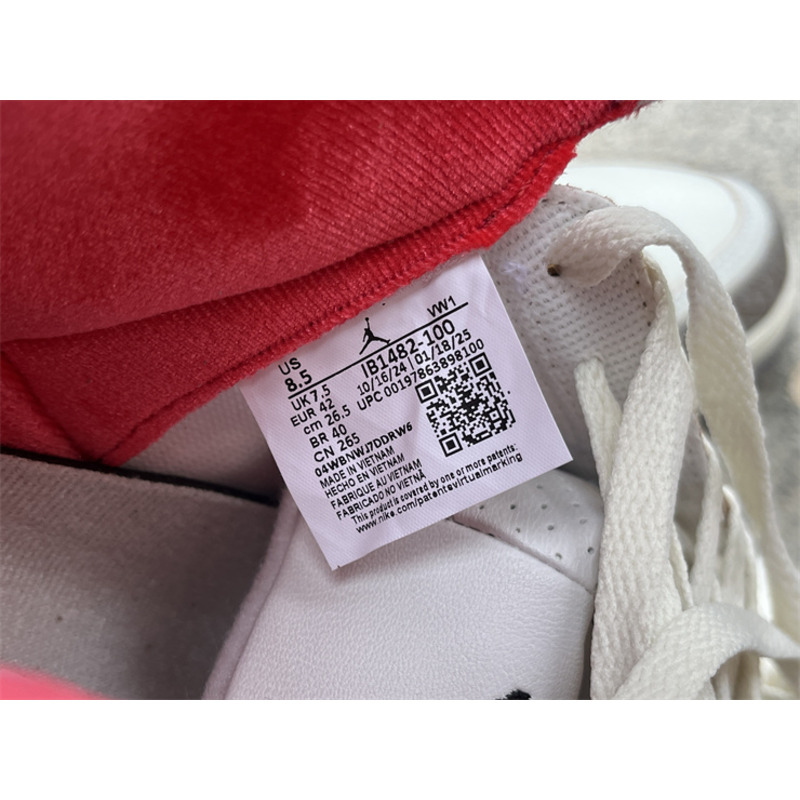 VW1
US
8.5 IB1482-100
UK 7.5 10/16/24 | 01/18/25
EUR 42 UPC 00197863898100
cm 26.5
BR 40
CN 265
04WBNWJ7DDRW6
MADE IN VIETNAM
HECHO EN VIETNAM
FABRIQUE AU VIETNAM
FABRICADO NO VIETNÃ
This product is covered by one or more patents:
www.nike.com/patentsvirtualmarking